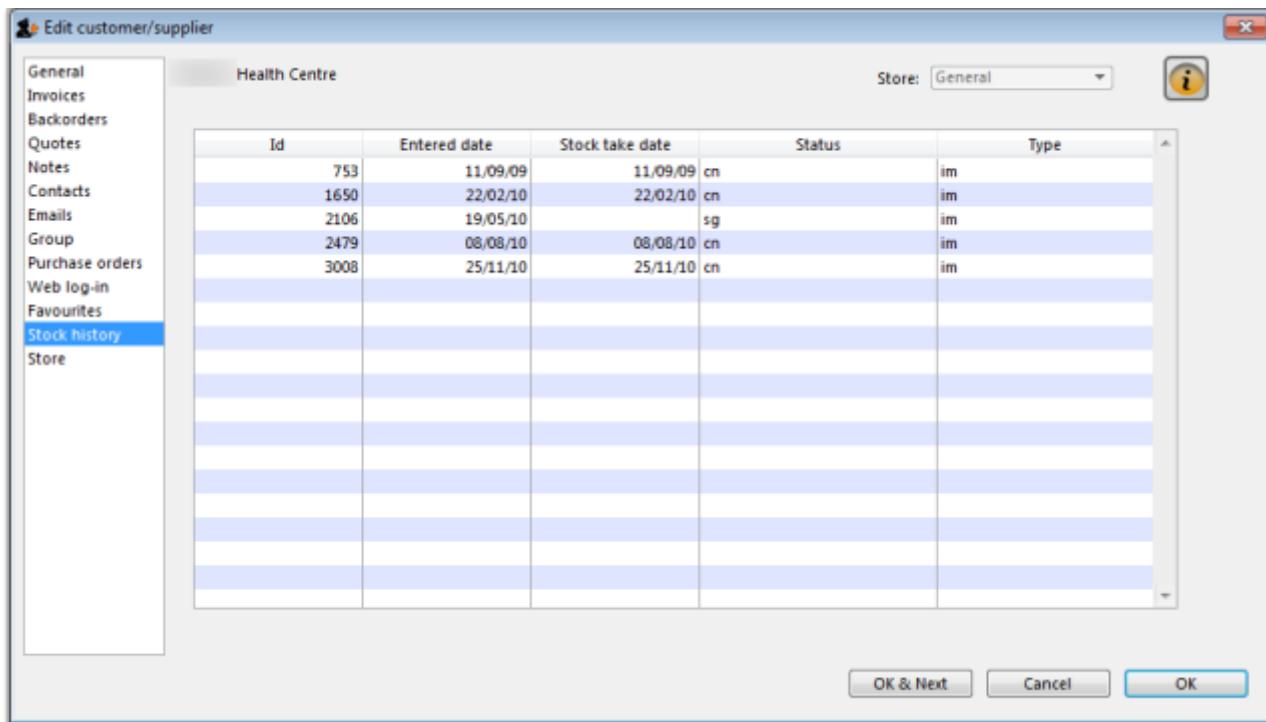 Edit customer/supplier
General
Invoices
Backorders
Quotes
Notes
Contacts
Emails
Group
Purchase orders
Web log-in
Favourites
Stock history
Store
Health Centre
Store: General
i
Id Entered date Stock take date Status Type
753 11/09/09 11/09/09 cn im
1650 22/02/10 22/02/10 cn im
2106 19/05/10 sg im
2479 08/08/10 08/08/10 cn im
3008 25/11/10 25/11/10 cn im
OK & Next Cancel OK